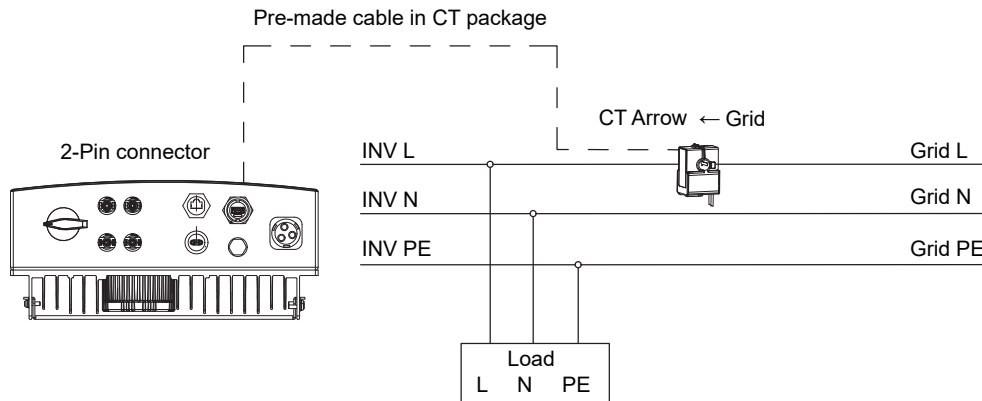 Pre-made cable in CT package
CT Arrow ← Grid
2-Pin connector
INV L
Grid L
INV N
Grid N
INV PE
Grid PE
Load
L N PE